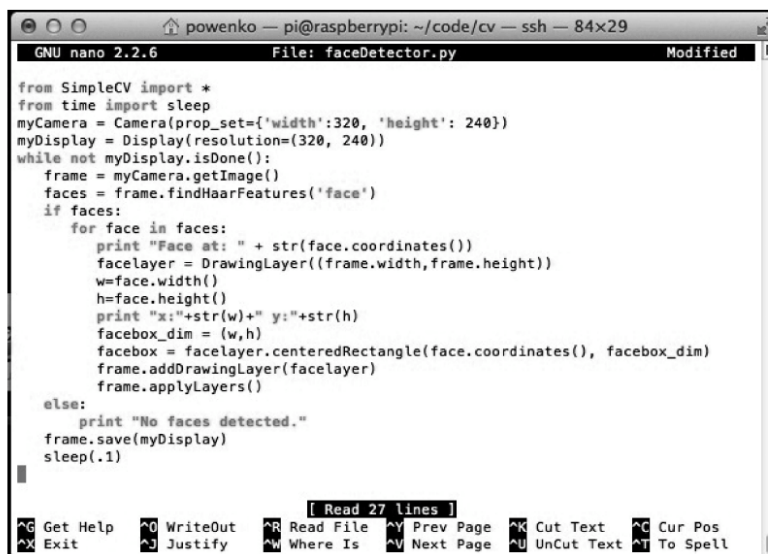 powenko — pi@raspberrypi: ~/code/cv — ssh — 84×29
GNU nano 2.2.6 File: faceDetector.py Modified
from SimpleCV import *
from time import sleep
myCamera = Camera(prop_set={'width':320, 'height': 240})
myDisplay = Display(resolution=(320, 240))
while not myDisplay.isDone():
   frame = myCamera.getImage()
   faces = frame.findHaarFeatures('face')
   if faces:
      for face in faces:
         print "Face at: " + str(face.coordinates())
         facelayer = DrawingLayer((frame.width,frame.height))
         w=face.width()
         h=face.height()
         print "x:"+str(w)+" y:"+str(h)
         facebox_dim = (w,h)
         facebox = facelayer.centeredRectangle(face.coordinates(), facebox_dim)
         frame.addDrawingLayer(facelayer)
         frame.applyLayers()
   else:
       print "No faces detected."
   frame.save(myDisplay)
   sleep(.1)
[ Read 27 lines ]
^G Get Help ^O WriteOut ^R Read File ^Y Prev Page ^K Cut Text ^C Cur Pos
^X Exit ^J Justify ^W Where Is ^V Next Page ^U UnCut Text ^T To Spell